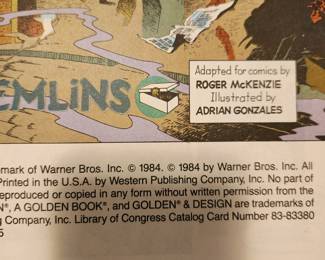 Adapted for comics by
ROGER McKENZIE
Illustrated by
ADRIAN GONZALES
EMLINS
mark of Warner Bros. Inc. © 1984. © 1984 by Warner Bros. Inc. All
Printed in the U.S.A. by Western Publishing Company, Inc. No part of
reproduced or copied in any form without written permission from the
N®, A GOLDEN BOOK®, and GOLDEN® & DESIGN are trademarks of
g Company, Inc. Library of Congress Catalog Card Number 83-83380
5